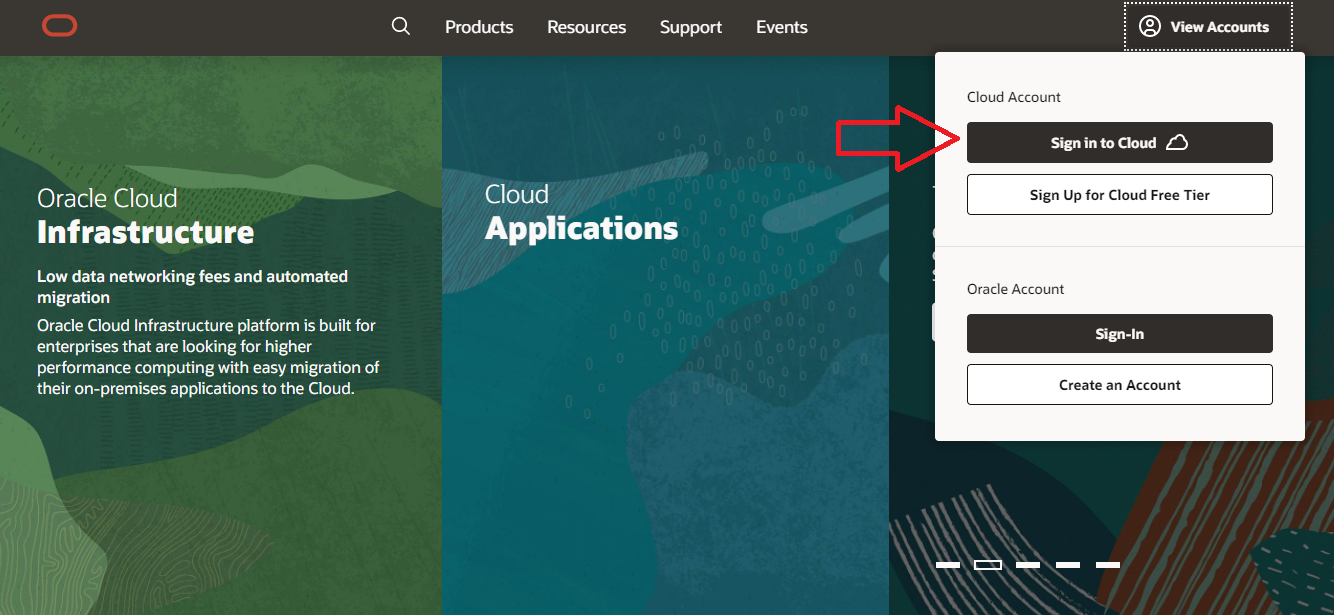 Products Resources Support Events View Accounts
Oracle Cloud
Infrastructure
Low data networking fees and automated
migration
Oracle Cloud Infrastructure platform is built for
enterprises that are looking for higher
performance computing with easy migration of
their on-premises applications to the Cloud.
Cloud
Applications
Cloud Account
Sign in to Cloud
Sign Up for Cloud Free Tier
Oracle Account
Sign-In
Create an Account